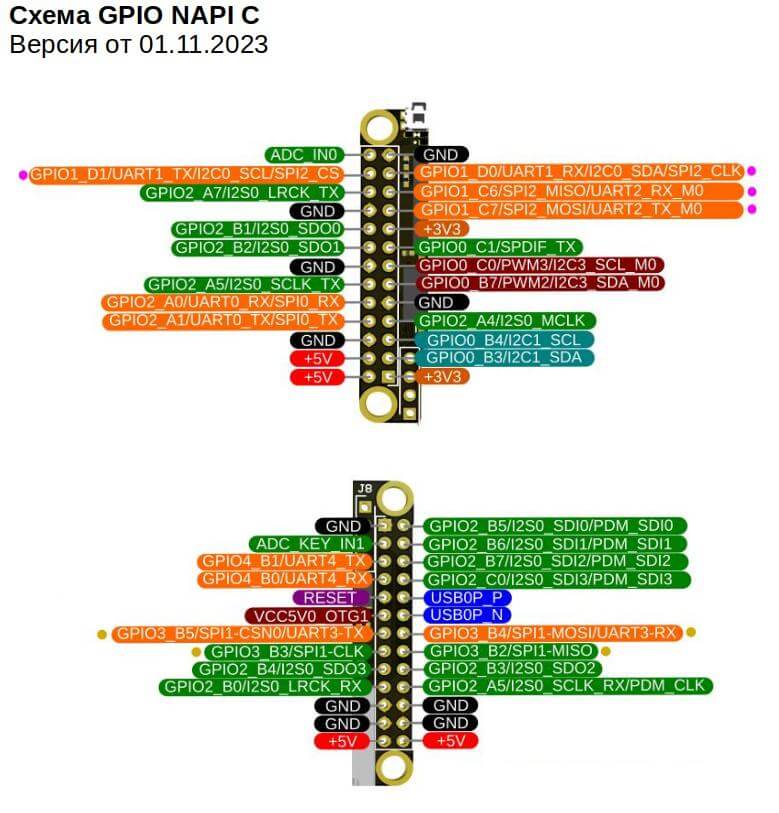 Схема GPIO NAPI C
Версия от 01.11.2023
ADC_IN0 GND
GPIO1_D1/UART1_TX/I2C0_SCL/SPI2_CS GPIO1_D0/UART1_RX/I2C0_SDA/SPI2_CLK
GPIO2_A7/I2S0_LRCK_TX GPIO1_C6/SPI2_MISO/UART2_RX_M0
GND GPIO1_C7/SPI2_MOSI/UART2_TX_M0
GPIO2_B1/I2S0_SDO0 +3V3
GPIO2_B2/I2S0_SDO1 GPIO0_C1/SPDIF_TX
GND GPIO0_C0/PWM3/I2C3_SCL_M0
GPIO2_A5/I2S0_SCLK_TX GPIO0_B7/PWM2/I2C3_SDA_M0
GPIO2_A0/UART0_RX/SPI0_RX GND
GPIO2_A1/UART0_TX/SPI0_TX GPIO2_A4/I2S0_MCLK
GND GPIO0_B4/I2C1_SCL
+5V GPIO0_B3/I2C1_SDA
+5V +3V3
J8
GND GPIO2_B5/I2S0_SDI0/PDM_SDI0
ADC_KEY_IN1 GPIO2_B6/I2S0_SDI1/PDM_SDI1
GPIO4_B1/UART4_TX GPIO2_B7/I2S0_SDI2/PDM_SDI2
GPIO4_B0/UART4_RX GPIO2_C0/I2S0_SDI3/PDM_SDI3
RESET USB0P_P
VCC5V0_OTG1 USB0P_N
GPIO3_B5/SPI1-CSN0/UART3-TX GPIO3_B4/SPI1-MOSI/UART3-RX
GPIO3_B3/SPI1-CLK GPIO3_B2/SPI1-MISO
GPIO2_B4/I2S0_SDO3 GPIO2_B3/I2S0_SDO2
GPIO2_B0/I2S0_LRCK_RX GPIO2_A5/I2S0_SCLK_RX/PDM_CLK
GND GND
GND GND
+5V +5V